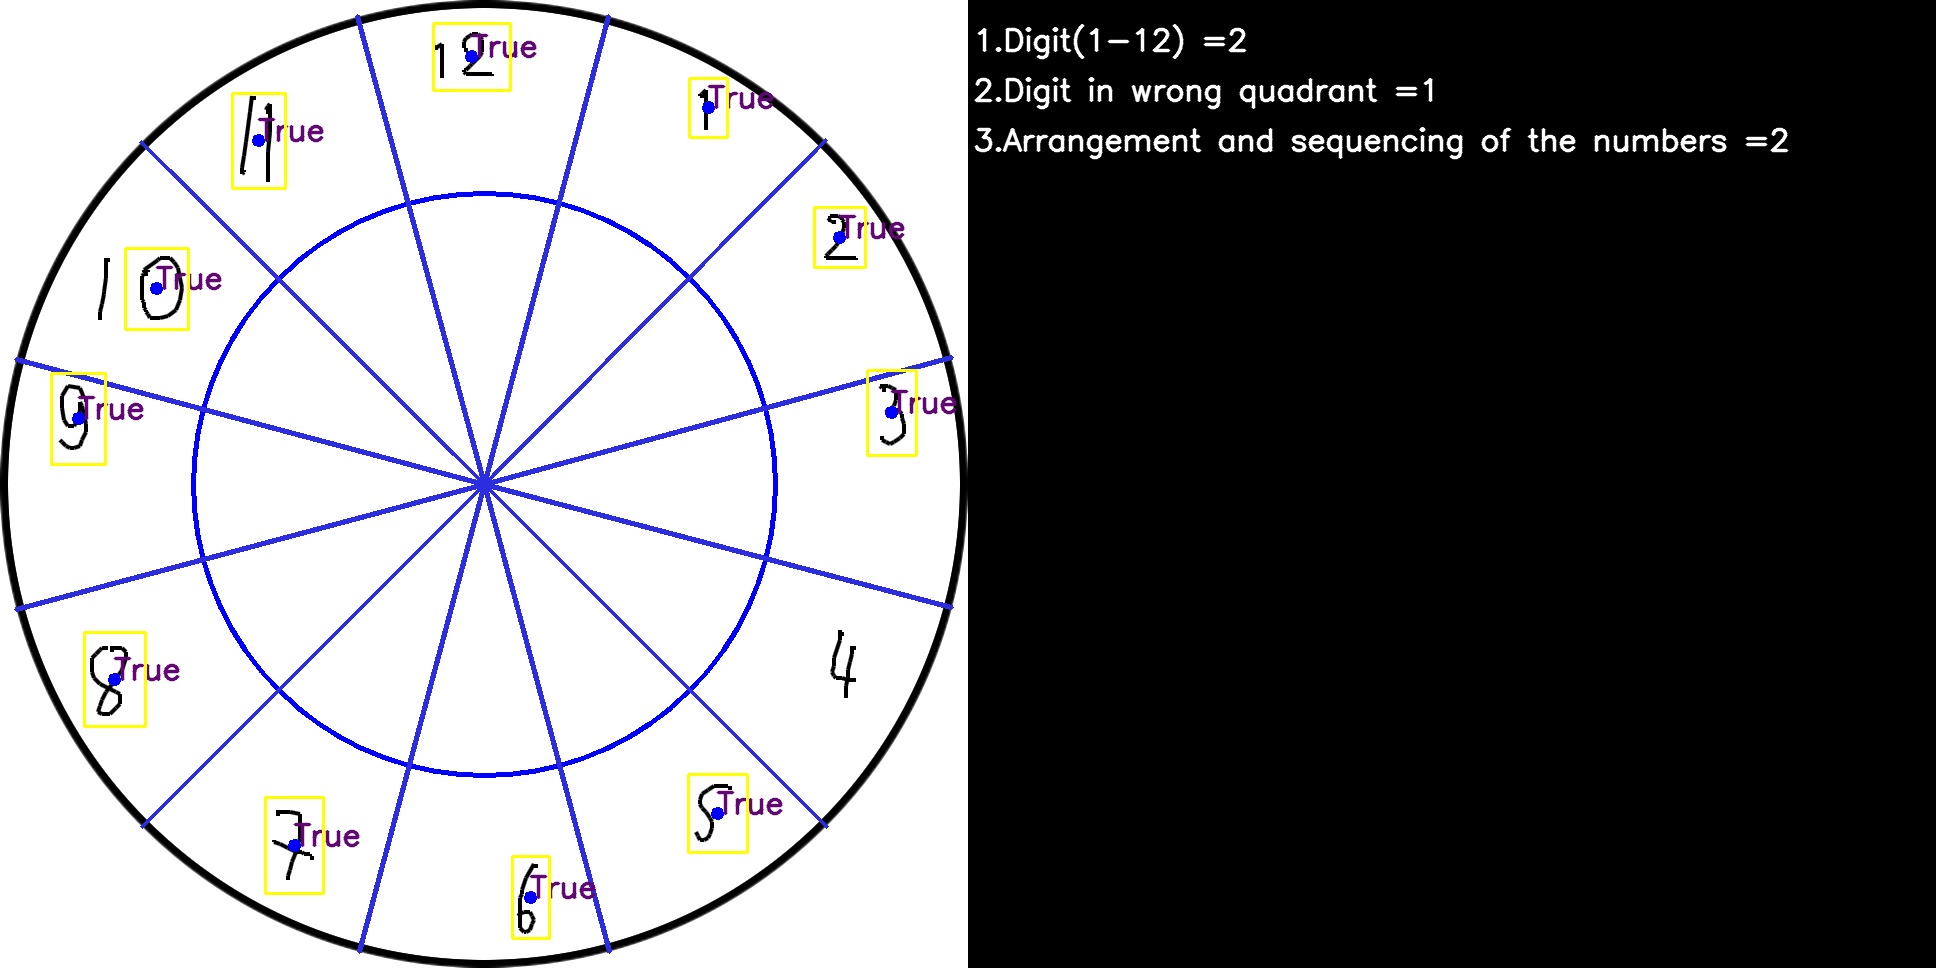 12 True
1 True
11 True
2 True
10 True
3 True
9 True
4
8 True
5 True
7 True
6 True
1.Digit(1-12) =2
2.Digit in wrong quadrant =1
3.Arrangement and sequencing of the numbers =2